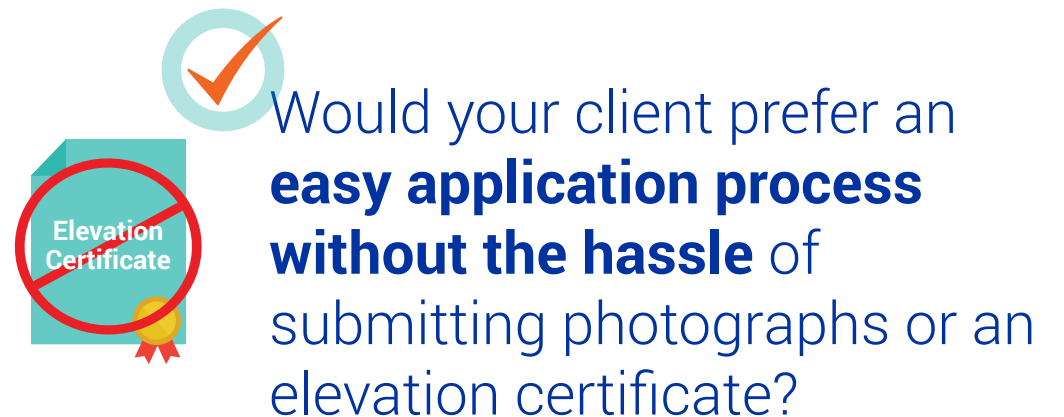 Would your client prefer an
easy application process
without the hassle of
submitting photographs or an
elevation certificate?
Elevation
Certificate